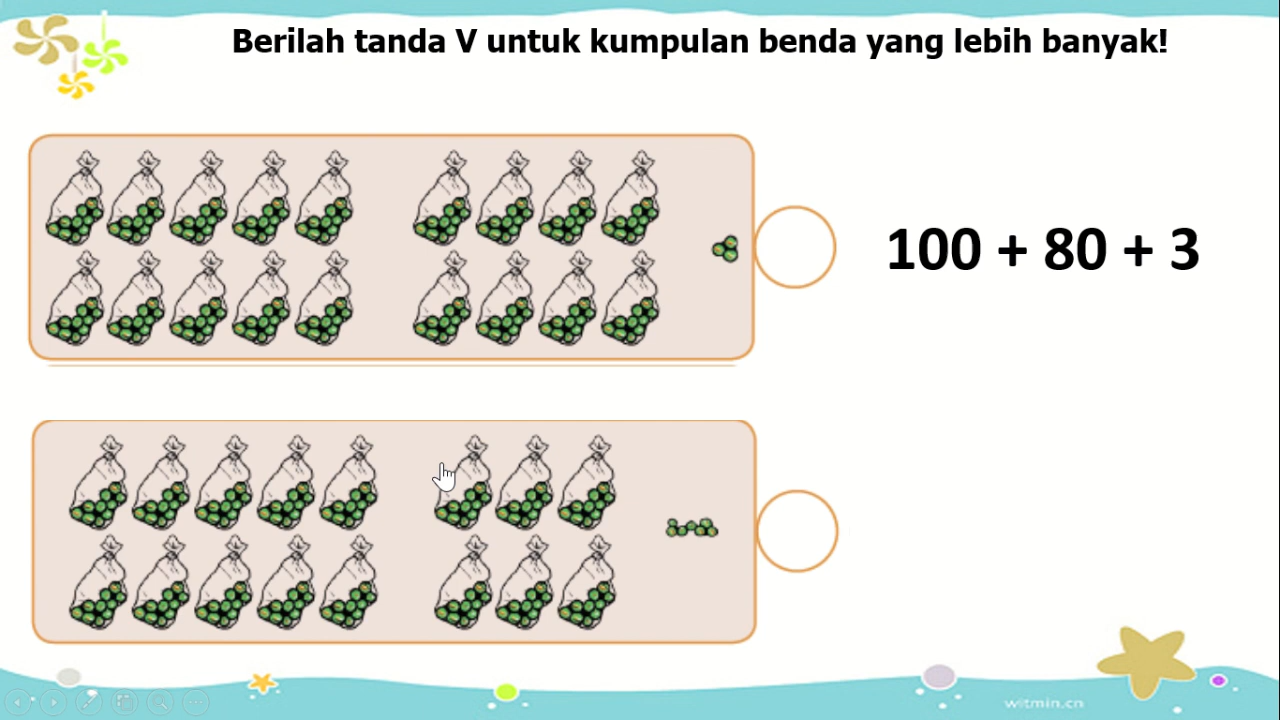 Berilah tanda V untuk kumpulan benda yang lebih banyak!
100 + 80 + 3
witmin.cn